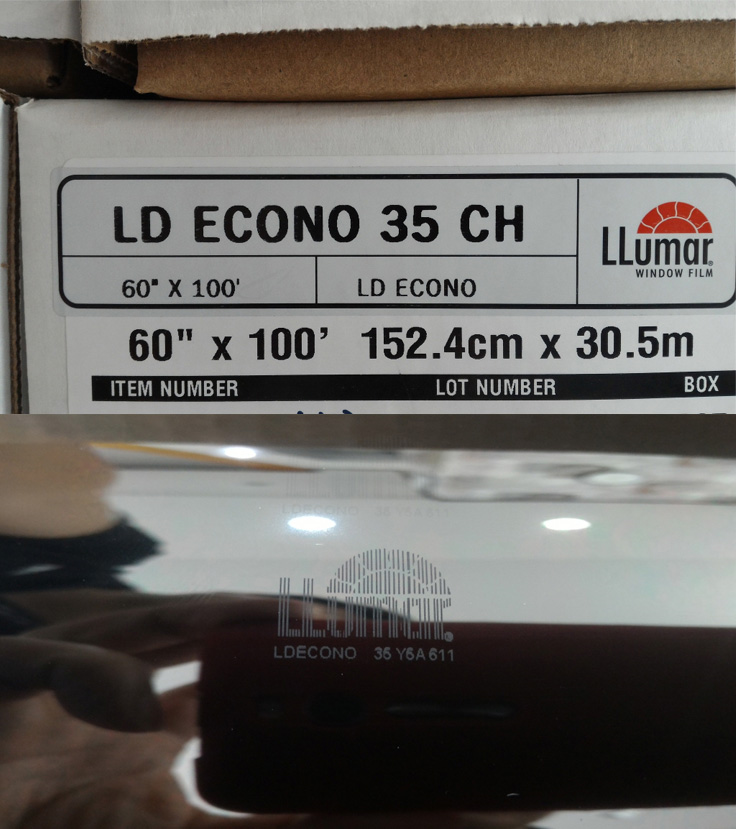 LD ECONO 35 CH
LLumar®
WINDOW FILM
60" X 100'
LD ECONO
60" x 100' 152.4cm x 30.5m
ITEM NUMBER LOT NUMBER BOX
LLumar®
LDECONO 35 Y5A 611